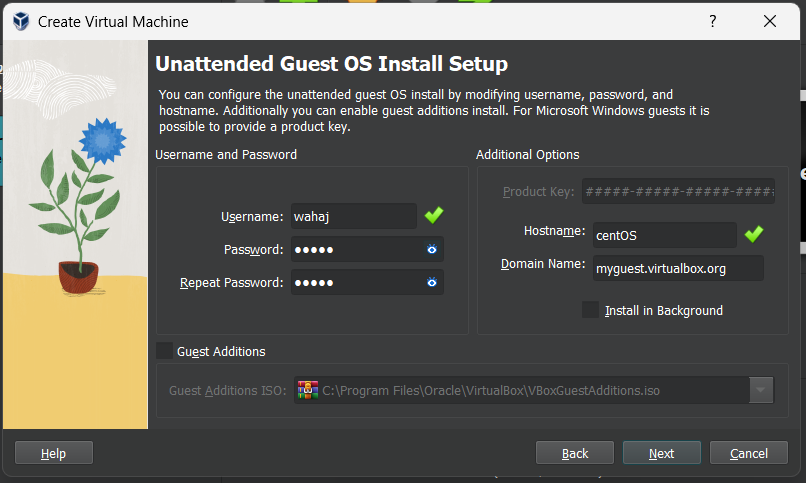 Create Virtual Machine
?
Unattended Guest OS Install Setup
You can configure the unattended guest OS install by modifying username, password, and
hostname. Additionally you can enable guest additions install. For Microsoft Windows guests it is
possible to provide a product key.
Username and Password
Username: wahaj
Password: •••••
Repeat Password: •••••
Additional Options
Product Key: #####-#####-#####-#####
Hostname: centOS
Domain Name: myguest.virtualbox.org
Install in Background
Guest Additions
Guest Additions ISO: C:\Program Files\Oracle\VirtualBox\VBoxGuestAdditions.iso
Help
Back
Next
Cancel